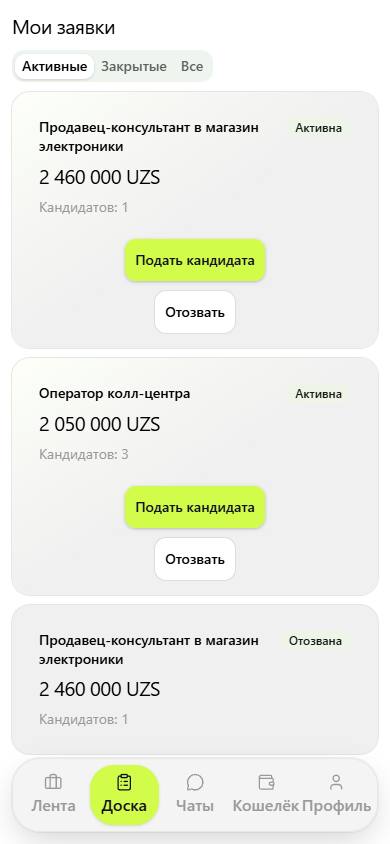 Мои заявки
Активные Закрытые Все
Продавец-консультант в магазин электроники
Активна
2 460 000 UZS
Кандидатов: 1
Подать кандидата
Отозвать
Оператор колл-центра
Активна
2 050 000 UZS
Кандидатов: 3
Подать кандидата
Отозвать
Продавец-консультант в магазин электроники
Отозвана
2 460 000 UZS
Кандидатов: 1
Лента Доска Чаты Кошелёк Профиль